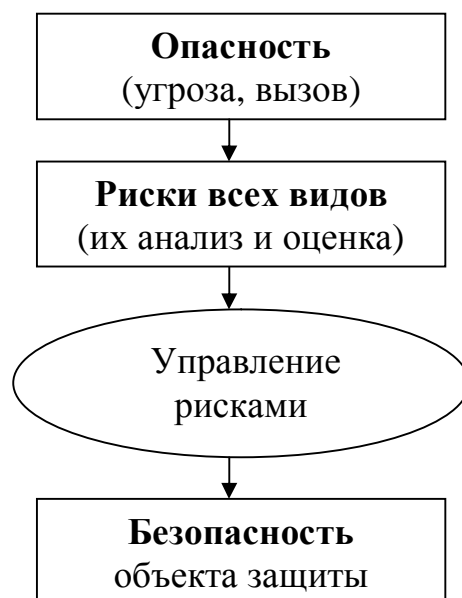 Опасность
(угроза, вызов)
Риски всех видов
(их анализ и оценка)
Управление
рисками
Безопасность
объекта защиты